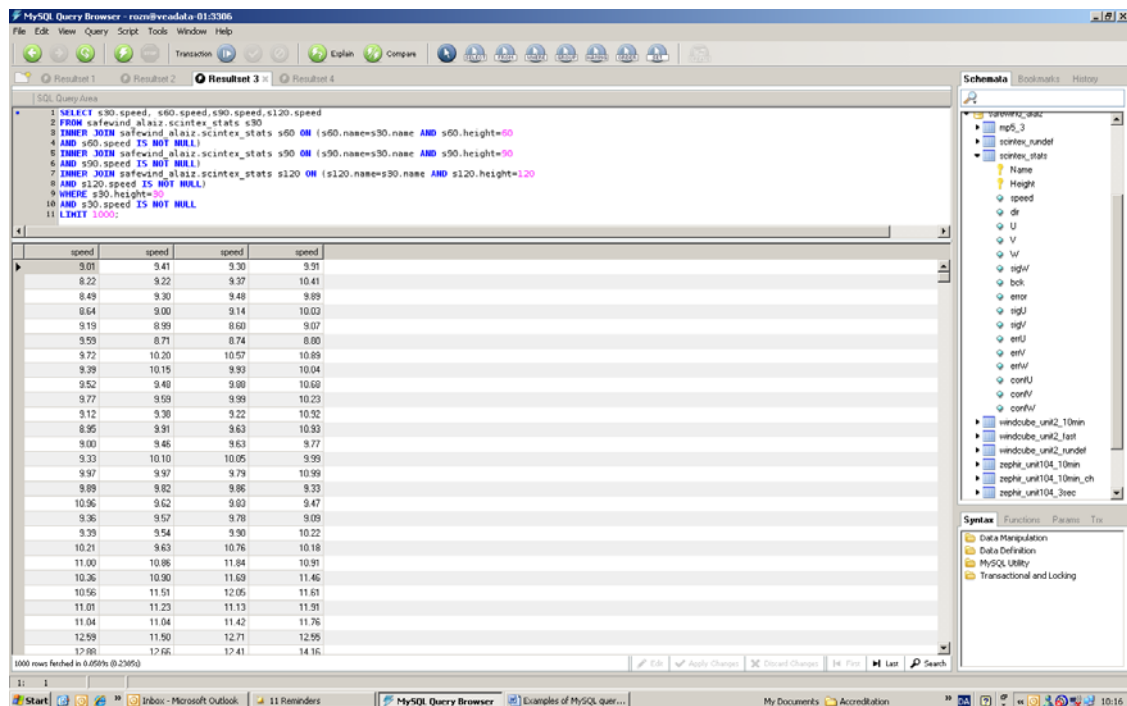 MySQL Query Browser - rozn@veadata-01:3306
File Edit View Query Script Tools Window Help
Transaction Explain Compare SELECT FROM WHERE GROUP HAVING ORDER SET
Resultset 1 Resultset 2 Resultset 3 Resultset 4
SQL Query Area
1 SELECT s30.speed, s60.speed,s90.speed,s120.speed
2 FROM safewind_alaiz.scintex_stats s30
3 INNER JOIN safewind_alaiz.scintex_stats s60 ON (s60.name=s30.name AND s60.height=60
4 AND s60.speed IS NOT NULL)
5 INNER JOIN safewind_alaiz.scintex_stats s90 ON (s90.name=s30.name AND s90.height=90
6 AND s90.speed IS NOT NULL)
7 INNER JOIN safewind_alaiz.scintex_stats s120 ON (s120.name=s30.name AND s120.height=120
8 AND s120.speed IS NOT NULL)
9 WHERE s30.height=30
10 AND s30.speed IS NOT NULL
11 LIMIT 1000;
speed speed speed speed
9.01 9.41 9.30 9.91
8.22 9.22 9.37 10.41
8.49 9.30 9.48 9.89
8.64 9.00 9.14 10.03
9.19 8.99 8.60 9.07
9.59 8.71 8.74 8.80
9.72 10.20 10.57 10.89
9.39 10.15 9.93 10.04
9.52 9.48 9.88 10.68
9.77 9.59 9.99 10.23
9.12 9.38 9.22 10.92
8.95 9.91 9.63 10.93
9.00 9.46 9.63 9.77
9.33 10.10 10.05 9.99
9.97 9.97 9.79 10.99
9.89 9.82 9.86 9.33
10.96 9.62 9.83 9.47
9.36 9.57 9.78 9.09
9.39 9.54 9.90 10.22
10.21 9.63 10.76 10.18
11.00 10.86 11.84 10.91
10.36 10.90 11.69 11.46
10.56 11.51 12.05 11.61
11.01 11.23 11.13 11.91
11.04 11.04 11.42 11.76
12.59 11.50 12.71 12.55
12.88 12.66 12.41 14.16
1000 rows fetched in 0.0509s (0.2305s)
Edit Apply Changes Discard Changes First Last Search
1: 1
Schemata Bookmarks History
safewind_alaiz
mp5_3
scintex_rundef
scintex_stats
Name
Height
speed
dir
U
V
W
sigW
bck
error
sigU
sigV
errU
errV
errW
confU
confV
confW
windcube_unit2_10min
windcube_unit2_fast
windcube_unit2_rundef
zephir_unit104_10min
zephir_unit104_10min_ch
zephir_unit104_3sec
Syntax Functions Params Trx
Data Manipulation
Data Definition
MySQL Utility
Transactional and Locking
Start Inbox - Microsoft Outlook 11 Reminders MySQL Query Browser Examples of MySQL quer... My Documents Accreditation DA 10:16